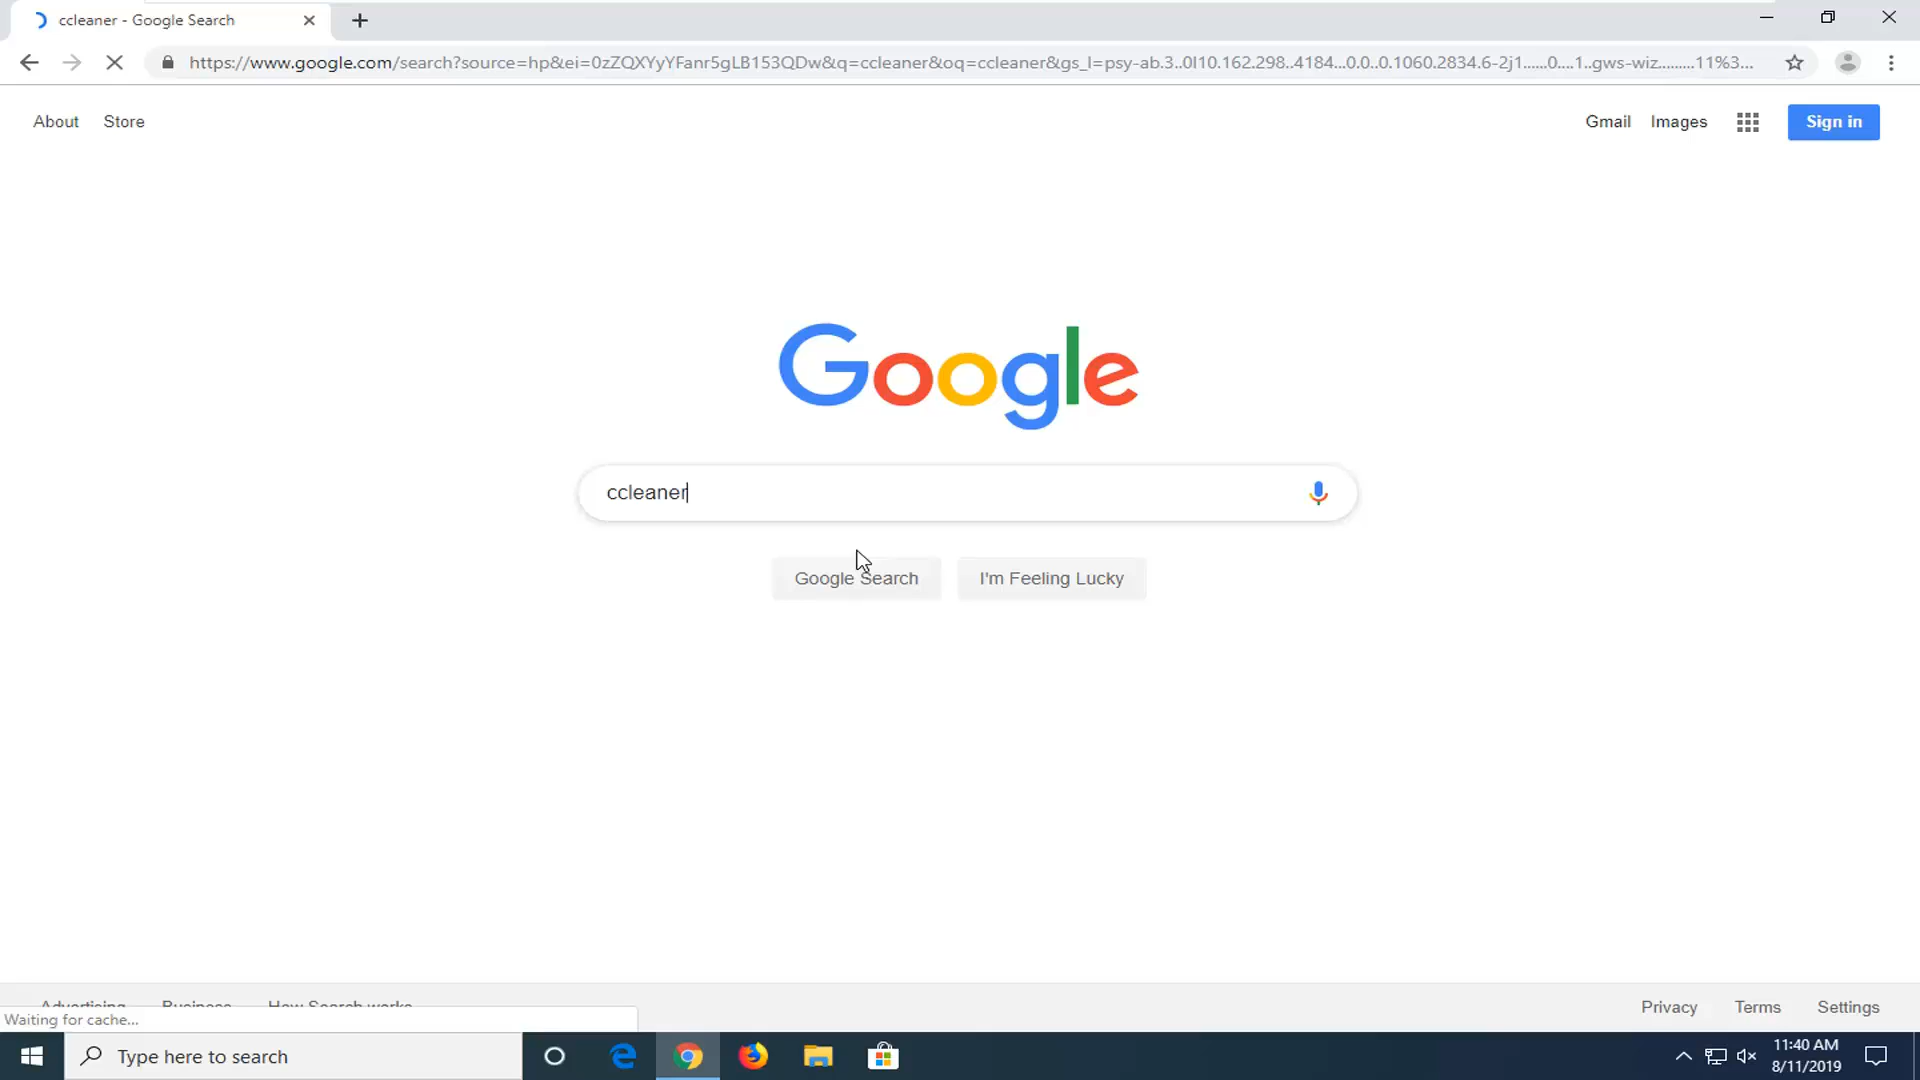 ccleaner - Google Search
https://www.google.com/search?source=hp&ei=0zZQXYyYFanr5gLB153QDw&q=ccleaner&oq=ccleaner&gs_l=psy-ab.3..0l10.162.298..4184...0.0..0.1060.2834.6-2j1......0....1..gws-wiz.........11%3...
About Store Gmail Images Sign in
Google
ccleaner
Google Search I'm Feeling Lucky
Advertising Business How Search works Privacy Terms Settings
Waiting for cache...
Type here to search
11:40 AM
8/11/2019